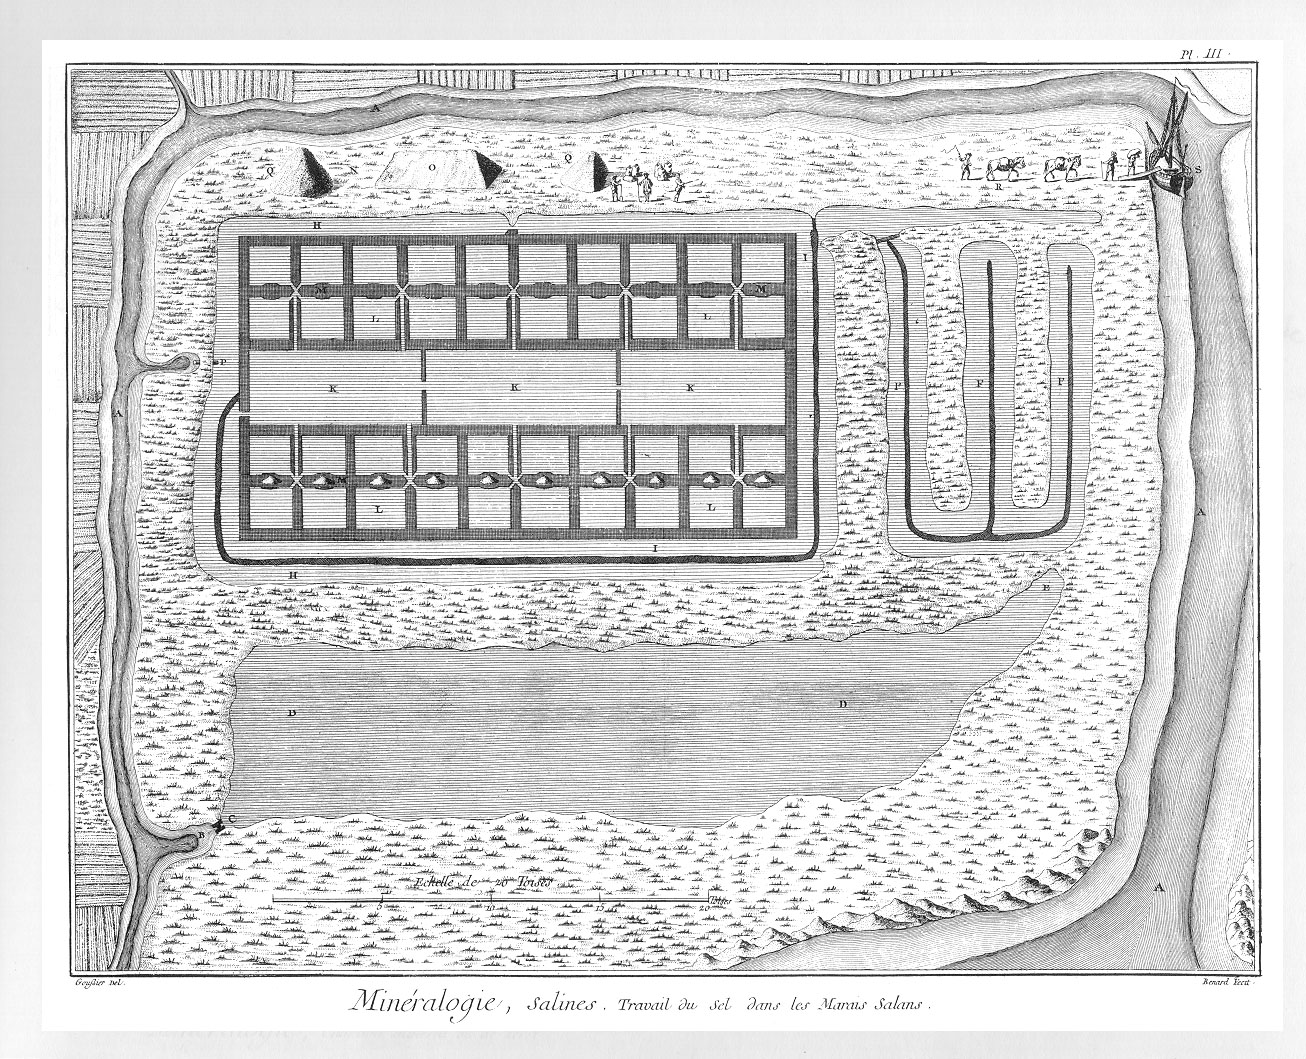 Pl. III.
A
Q
N
O
Q
R
S
H
I
M
M
L
L
P
K
K
K
F
F
F
A
M
L
L
A
I
H
E
D
D
B
C
Echelle de 20 Toises
5
10
15
20 Toises
A
Goussier Del.
Benard Fecit.
Minéralogie, Salines. Travail du Sel dans les Marais Salans.